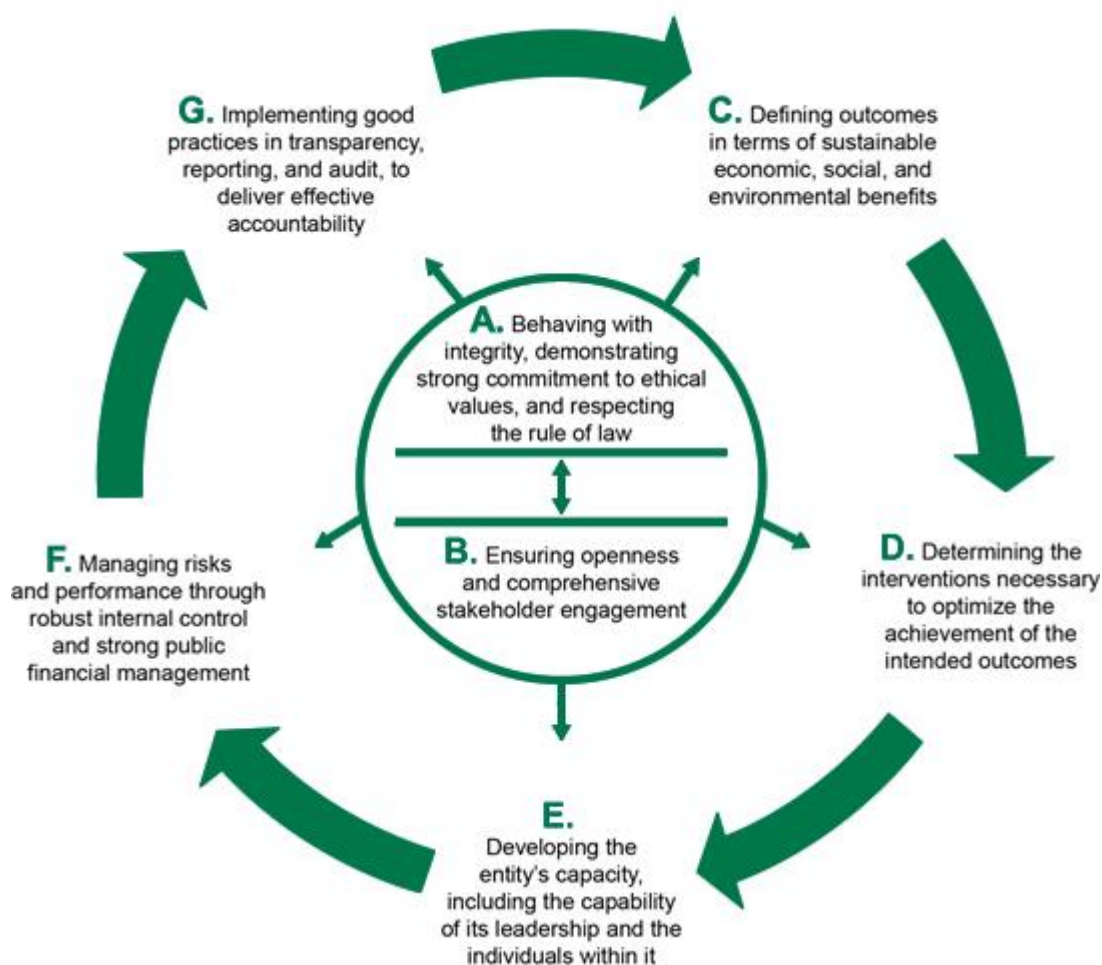 G. Implementing good
practices in transparency,
reporting, and audit, to
deliver effective
accountability
C. Defining outcomes
in terms of sustainable
economic, social, and
environmental benefits
A. Behaving with
integrity, demonstrating
strong commitment to ethical
values, and respecting
the rule of law
B. Ensuring openness
and comprehensive
stakeholder engagement
D. Determining the
interventions necessary
to optimize the
achievement of the
intended outcomes
F. Managing risks
and performance through
robust internal control
and strong public
financial management
E.
Developing the
entity's capacity,
including the capability
of its leadership and the
individuals within it